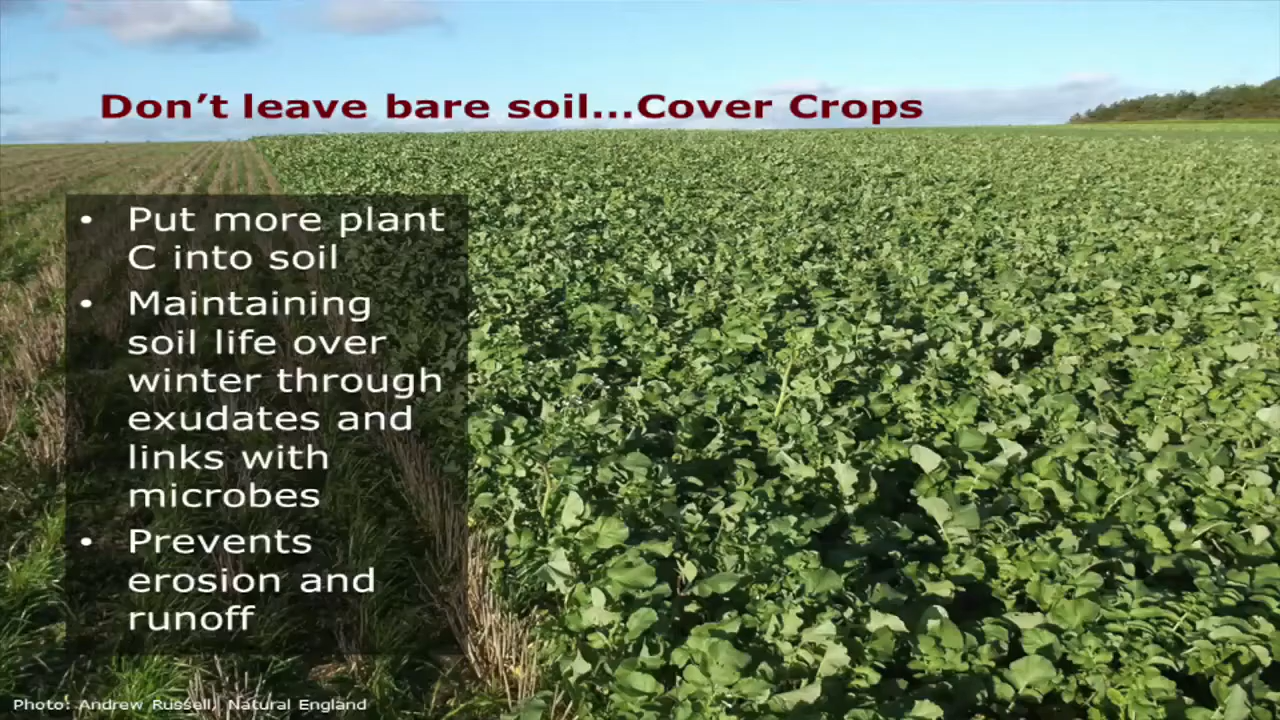 Don’t leave bare soil...Cover Crops
• Put more plant
C into soil
• Maintaining
soil life over
winter through
exudates and
links with
microbes
• Prevents
erosion and
runoff
Photo: Andrew Russell, Natural England